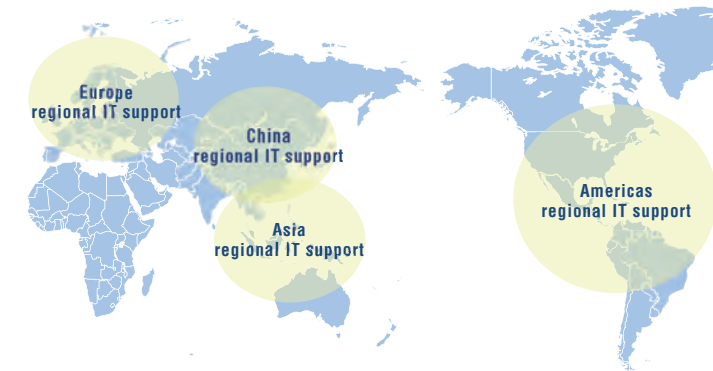 Europe
regional IT support
China
regional IT support
Asia
regional IT support
Americas
regional IT support